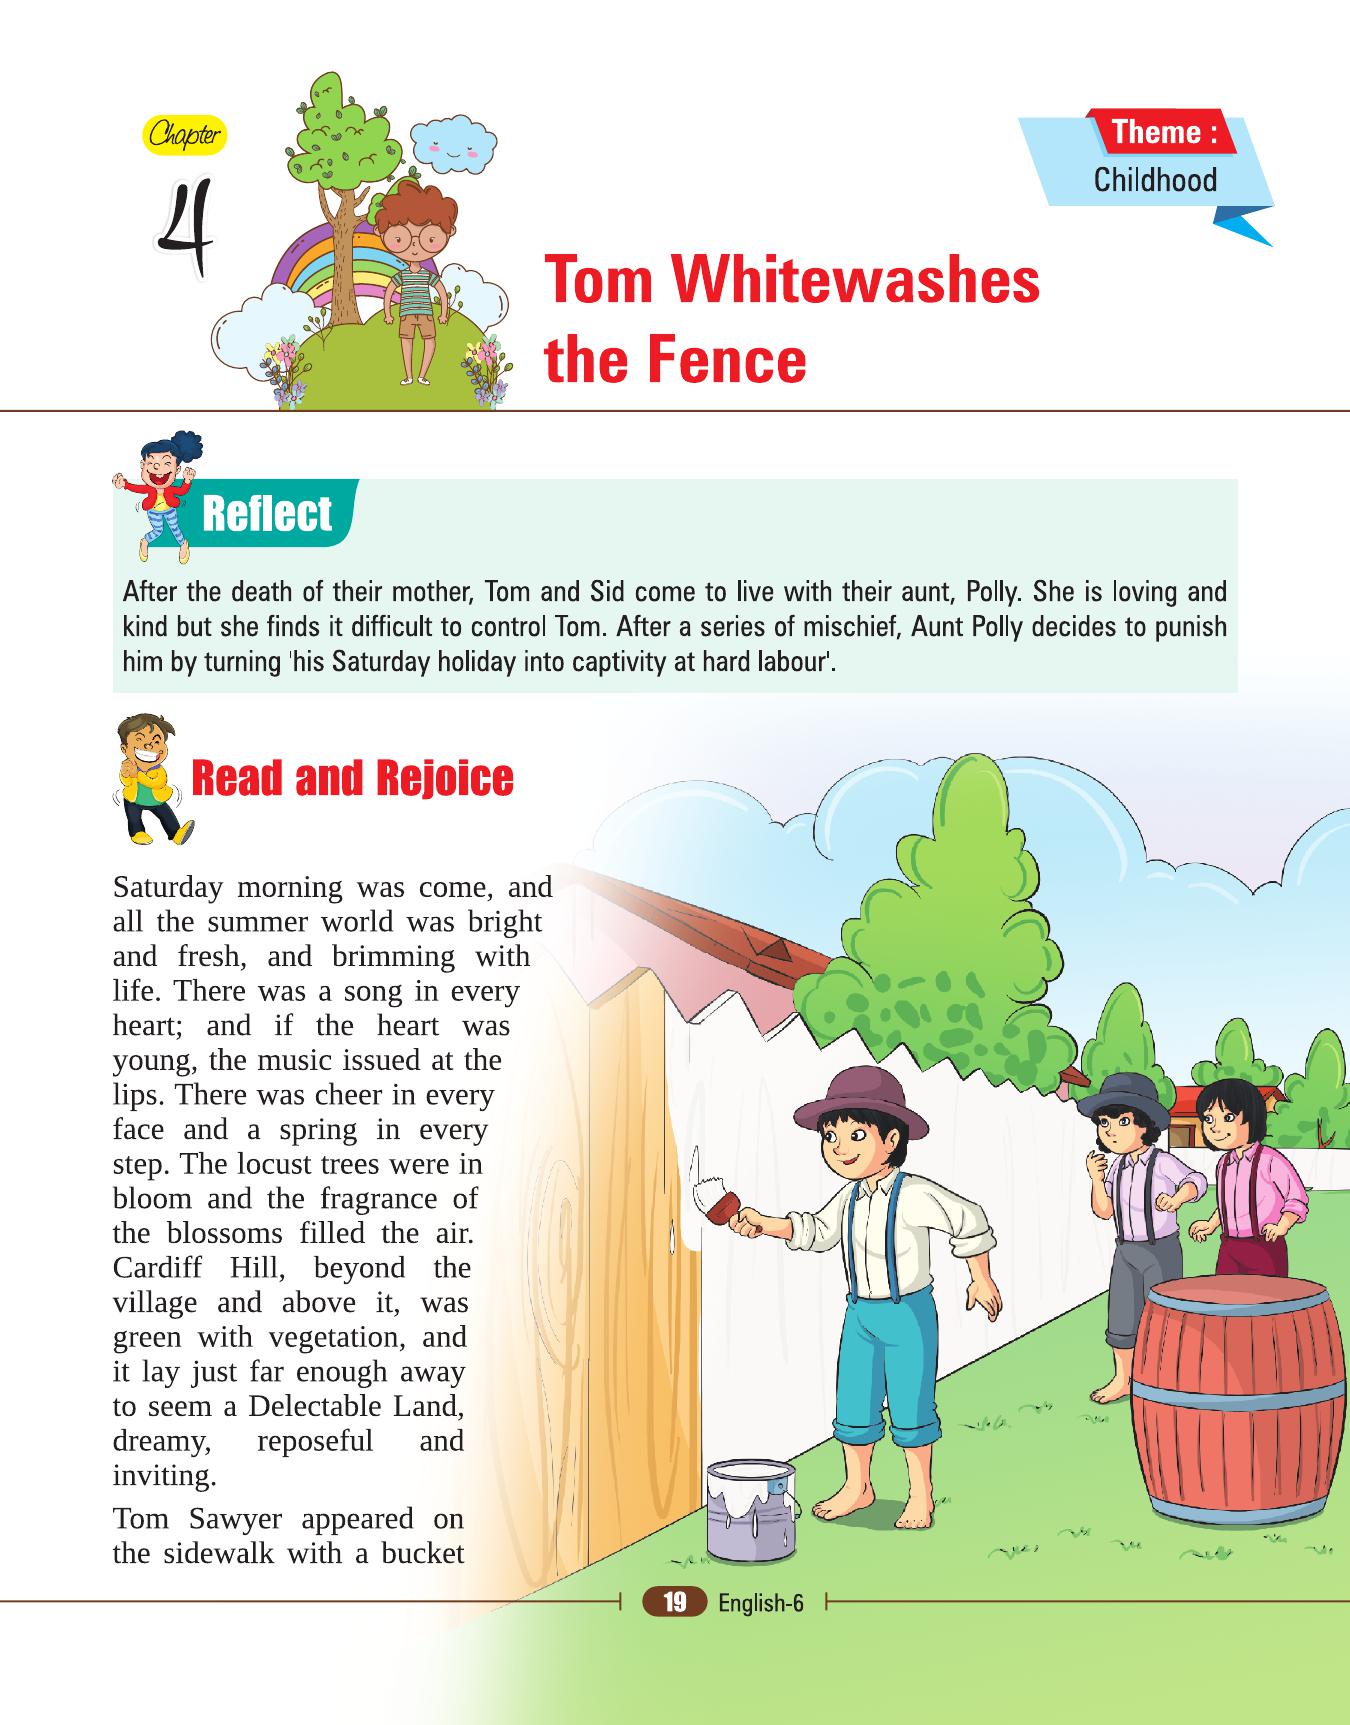 Chapter
4
Theme :
Childhood
Tom Whitewashes
the Fence
Reflect
After the death of their mother, Tom and Sid come to live with their aunt, Polly. She is loving and
kind but she finds it difficult to control Tom. After a series of mischief, Aunt Polly decides to punish
him by turning 'his Saturday holiday into captivity at hard labour'.
Read and Rejoice
Saturday morning was come, and
all the summer world was bright
and fresh, and brimming with
life. There was a song in every
heart; and if the heart was
young, the music issued at the
lips. There was cheer in every
face and a spring in every
step. The locust trees were in
bloom and the fragrance of
the blossoms filled the air.
Cardiff Hill, beyond the
village and above it, was
green with vegetation, and
it lay just far enough away
to seem a Delectable Land,
dreamy, reposeful and
inviting.
Tom Sawyer appeared on
the sidewalk with a bucket
19 English-6